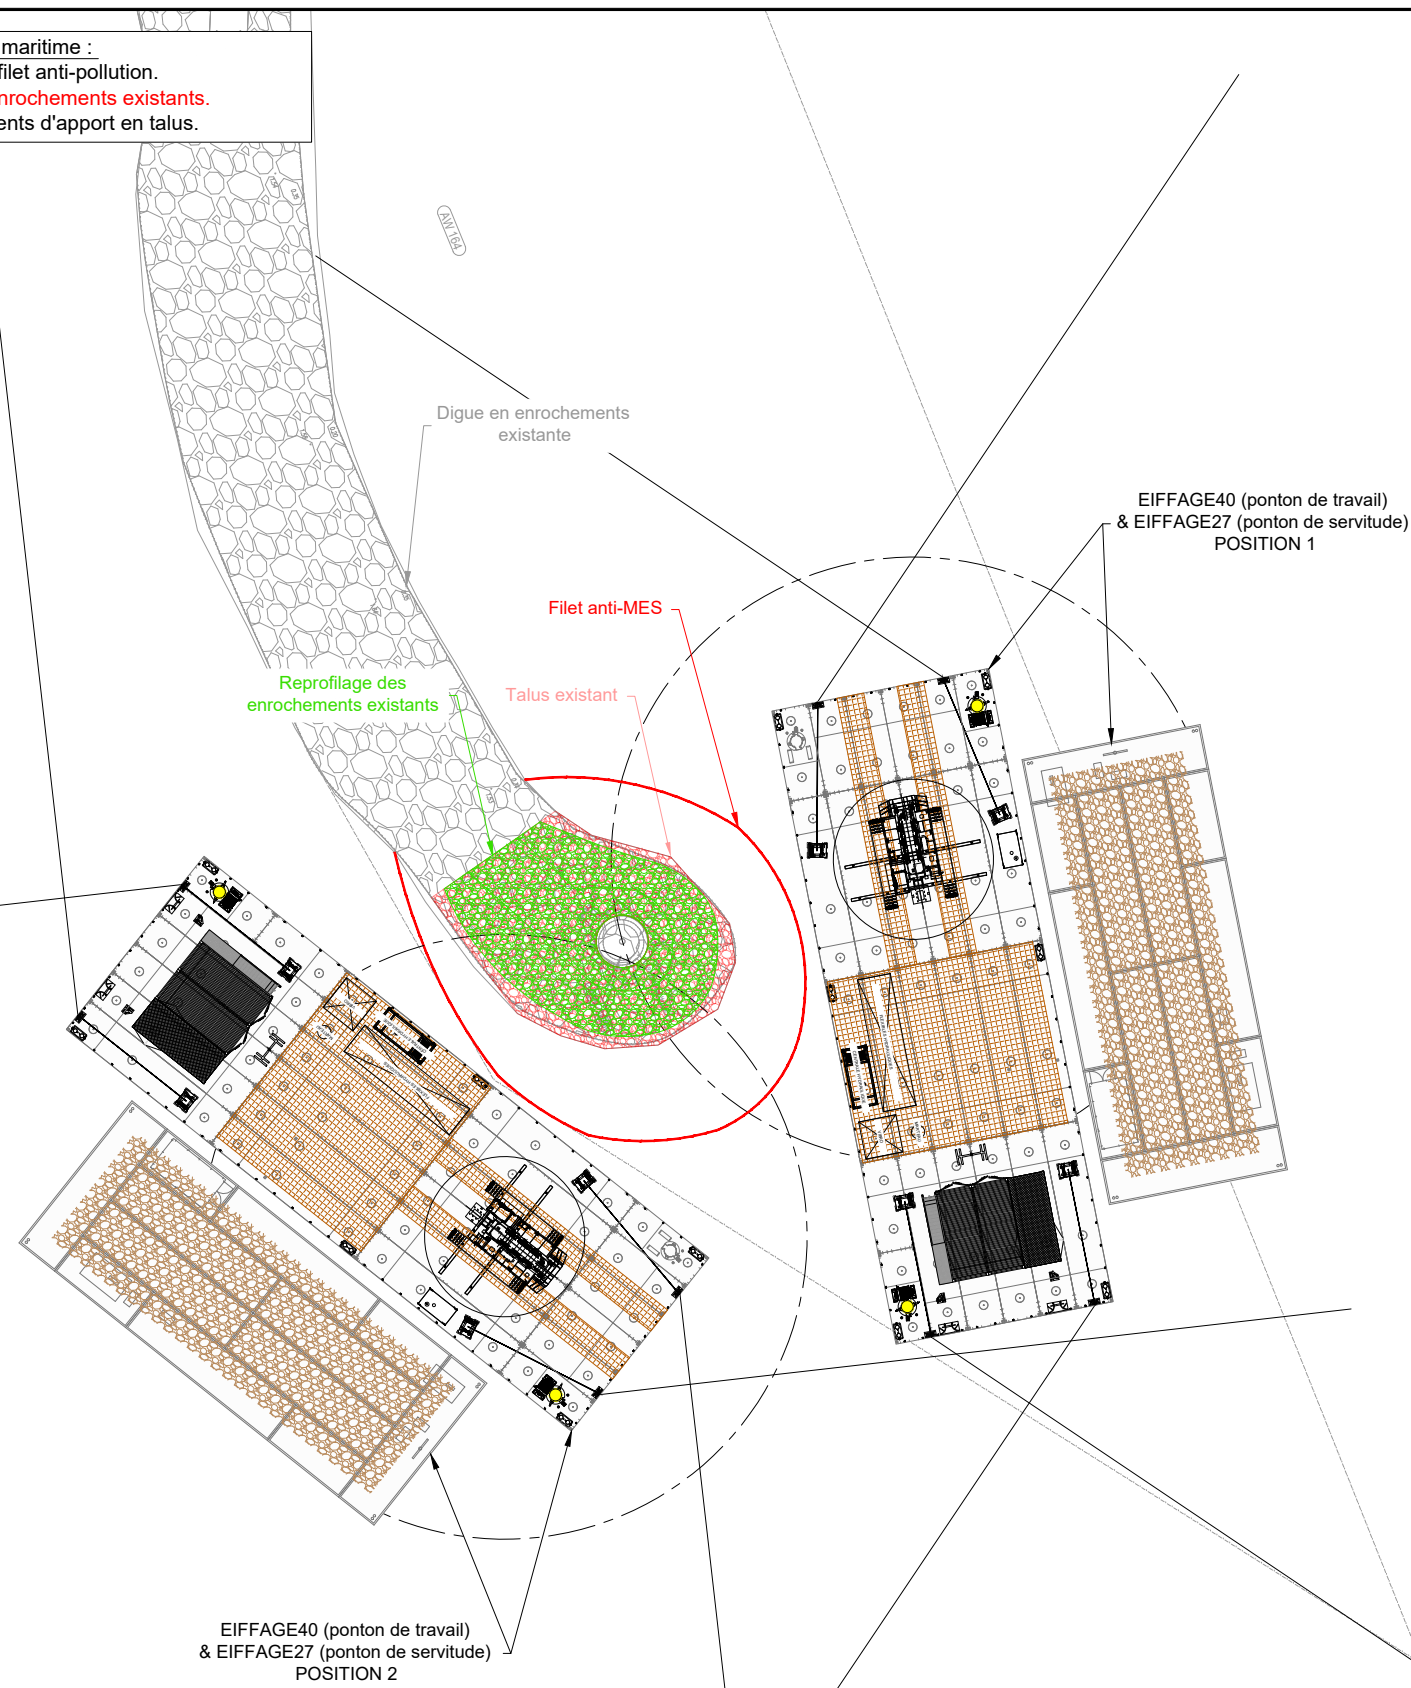 maritime :
filet anti-pollution.
nrochements existants.
ents d'apport en talus.
AW 164
Digue en enrochements
existante
EIFFAGE40 (ponton de travail)
& EIFFAGE27 (ponton de servitude)
POSITION 1
Filet anti-MES
Reprofilage des
enrochements existants
Talus existant
EIFFAGE40 (ponton de travail)
& EIFFAGE27 (ponton de servitude)
POSITION 2